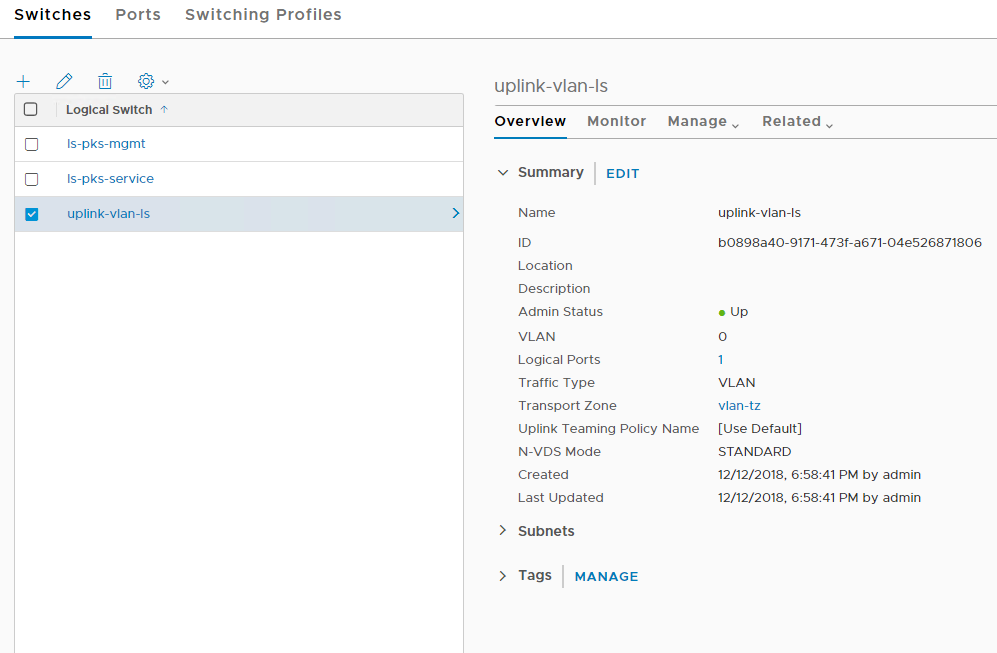 Switches Ports Switching Profiles
Logical Switch
ls-pks-mgmt
ls-pks-service
uplink-vlan-ls
uplink-vlan-ls
Overview Monitor Manage Related
Summary EDIT
Name uplink-vlan-ls
ID b0898a40-9171-473f-a671-04e526871806
Location
Description
Admin Status Up
VLAN 0
Logical Ports 1
Traffic Type VLAN
Transport Zone vlan-tz
Uplink Teaming Policy Name [Use Default]
N-VDS Mode STANDARD
Created 12/12/2018, 6:58:41 PM by admin
Last Updated 12/12/2018, 6:58:41 PM by admin
Subnets
Tags MANAGE